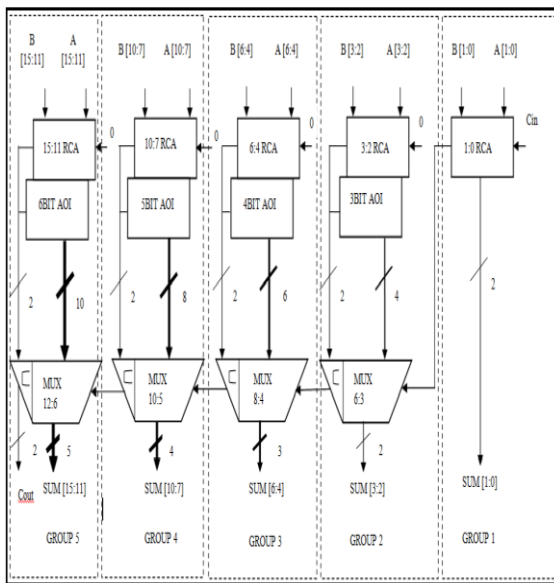 B A B [10:7] A [10:7] B [6:4] A [6:4] B [3:2] A [3:2] B [1:0] A [1:0]
[15:11] [15:11]
0 0 0 0 Cin
15:11 RCA 10:7 RCA 6:4 RCA 3:2 RCA 1:0 RCA
6BIT AOI 5BIT AOI 4BIT AOI 3BIT AOI
2 10 2 8 2 6 2 4 2
MUX MUX MUX MUX
12:6 10:5 8:4 6:3
2 5 4 3 2
Cout SUM [15:11] SUM [10:7] SUM [6:4] SUM [3:2] SUM [1:0]
GROUP 5 GROUP 4 GROUP 3 GROUP 2 GROUP 1